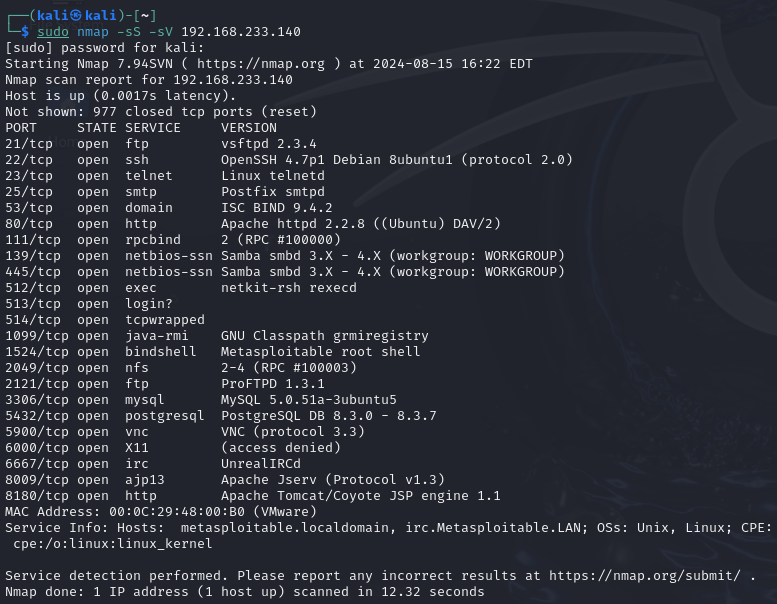 ┌──(kali㉿kali)-[~]
└─$ sudo nmap -sS -sV 192.168.233.140
[sudo] password for kali:
Starting Nmap 7.94SVN ( https://nmap.org ) at 2024-08-15 16:22 EDT
Nmap scan report for 192.168.233.140
Host is up (0.0017s latency).
Not shown: 977 closed tcp ports (reset)
PORT     STATE SERVICE     VERSION
21/tcp   open  ftp         vsftpd 2.3.4
22/tcp   open  ssh         OpenSSH 4.7p1 Debian 8ubuntu1 (protocol 2.0)
23/tcp   open  telnet      Linux telnetd
25/tcp   open  smtp        Postfix smtpd
53/tcp   open  domain      ISC BIND 9.4.2
80/tcp   open  http        Apache httpd 2.2.8 ((Ubuntu) DAV/2)
111/tcp  open  rpcbind     2 (RPC #100000)
139/tcp  open  netbios-ssn Samba smbd 3.X - 4.X (workgroup: WORKGROUP)
445/tcp  open  netbios-ssn Samba smbd 3.X - 4.X (workgroup: WORKGROUP)
512/tcp  open  exec        netkit-rsh rexecd
513/tcp  open  login?
514/tcp  open  tcpwrapped
1099/tcp open  java-rmi    GNU Classpath grmiregistry
1524/tcp open  bindshell   Metasploitable root shell
2049/tcp open  nfs         2-4 (RPC #100003)
2121/tcp open  ftp         ProFTPD 1.3.1
3306/tcp open  mysql       MySQL 5.0.51a-3ubuntu5
5432/tcp open  postgresql  PostgreSQL DB 8.3.0 - 8.3.7
5900/tcp open  vnc         VNC (protocol 3.3)
6000/tcp open  X11         (access denied)
6667/tcp open  irc         UnrealIRCd
8009/tcp open  ajp13       Apache Jserv (Protocol v1.3)
8180/tcp open  http        Apache Tomcat/Coyote JSP engine 1.1
MAC Address: 00:0C:29:48:00:B0 (VMware)
Service Info: Hosts:  metasploitable.localdomain, irc.Metasploitable.LAN; OSs: Unix, Linux; CPE:
 cpe:/o:linux:linux_kernel

Service detection performed. Please report any incorrect results at https://nmap.org/submit/ .
Nmap done: 1 IP address (1 host up) scanned in 12.32 seconds